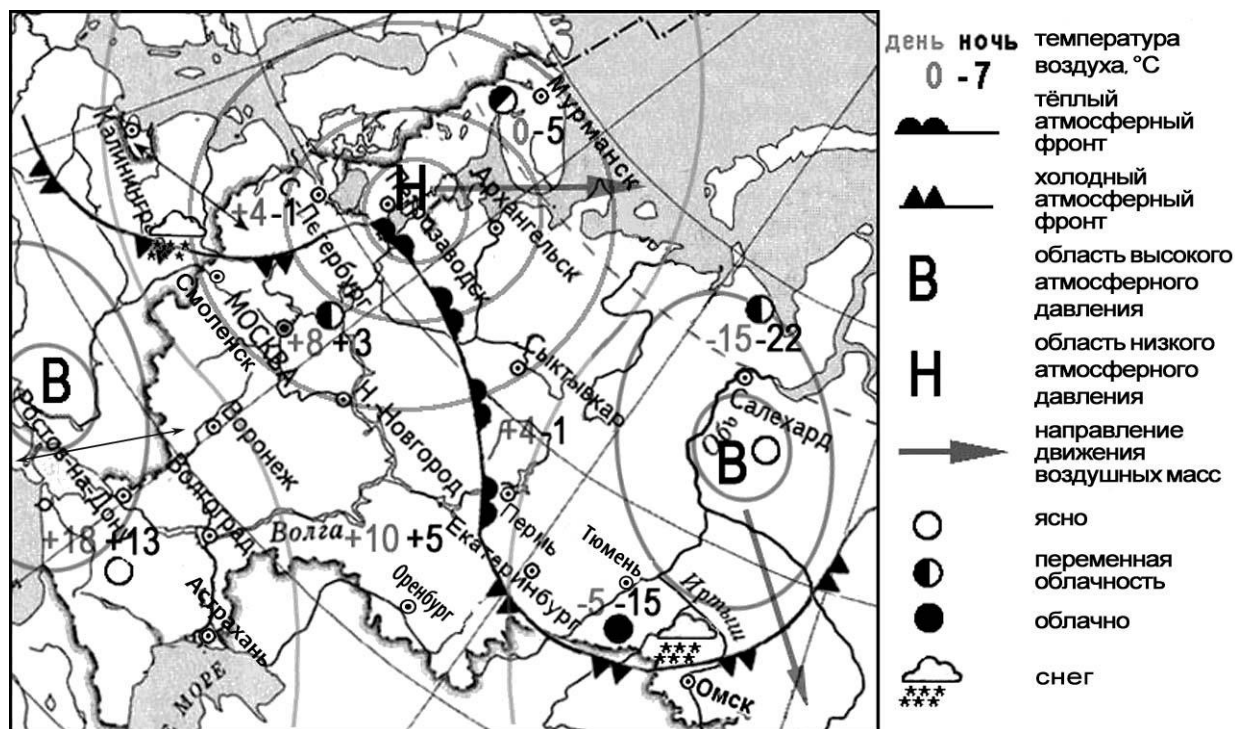 Мурманск
0 -5
Калининград
Н
Архангельск
+4 -1
С.-Петербург
Петрозаводск
Смоленск
МОСКВА
+8 +3
-15 -22
Сыктывкар
Салехард
В
Обь
В
Ростов-на-Дону
Воронеж
Н. Новгород
+4 1
Волгоград
Волга
+10 +5
Пермь
Екатеринбург
Тюмень
Иртыш
+18 +13
Оренбург
-5 -15
Астрахань
МОРЕ
Омск
день ночь
0 -7
температура
воздуха, °С
тёплый
атмосферный
фронт
холодный
атмосферный
фронт
В
область высокого
атмосферного
давления
Н
область низкого
атмосферного
давления
направление
движения
воздушных масс
ясно
переменная
облачность
облачно
снег